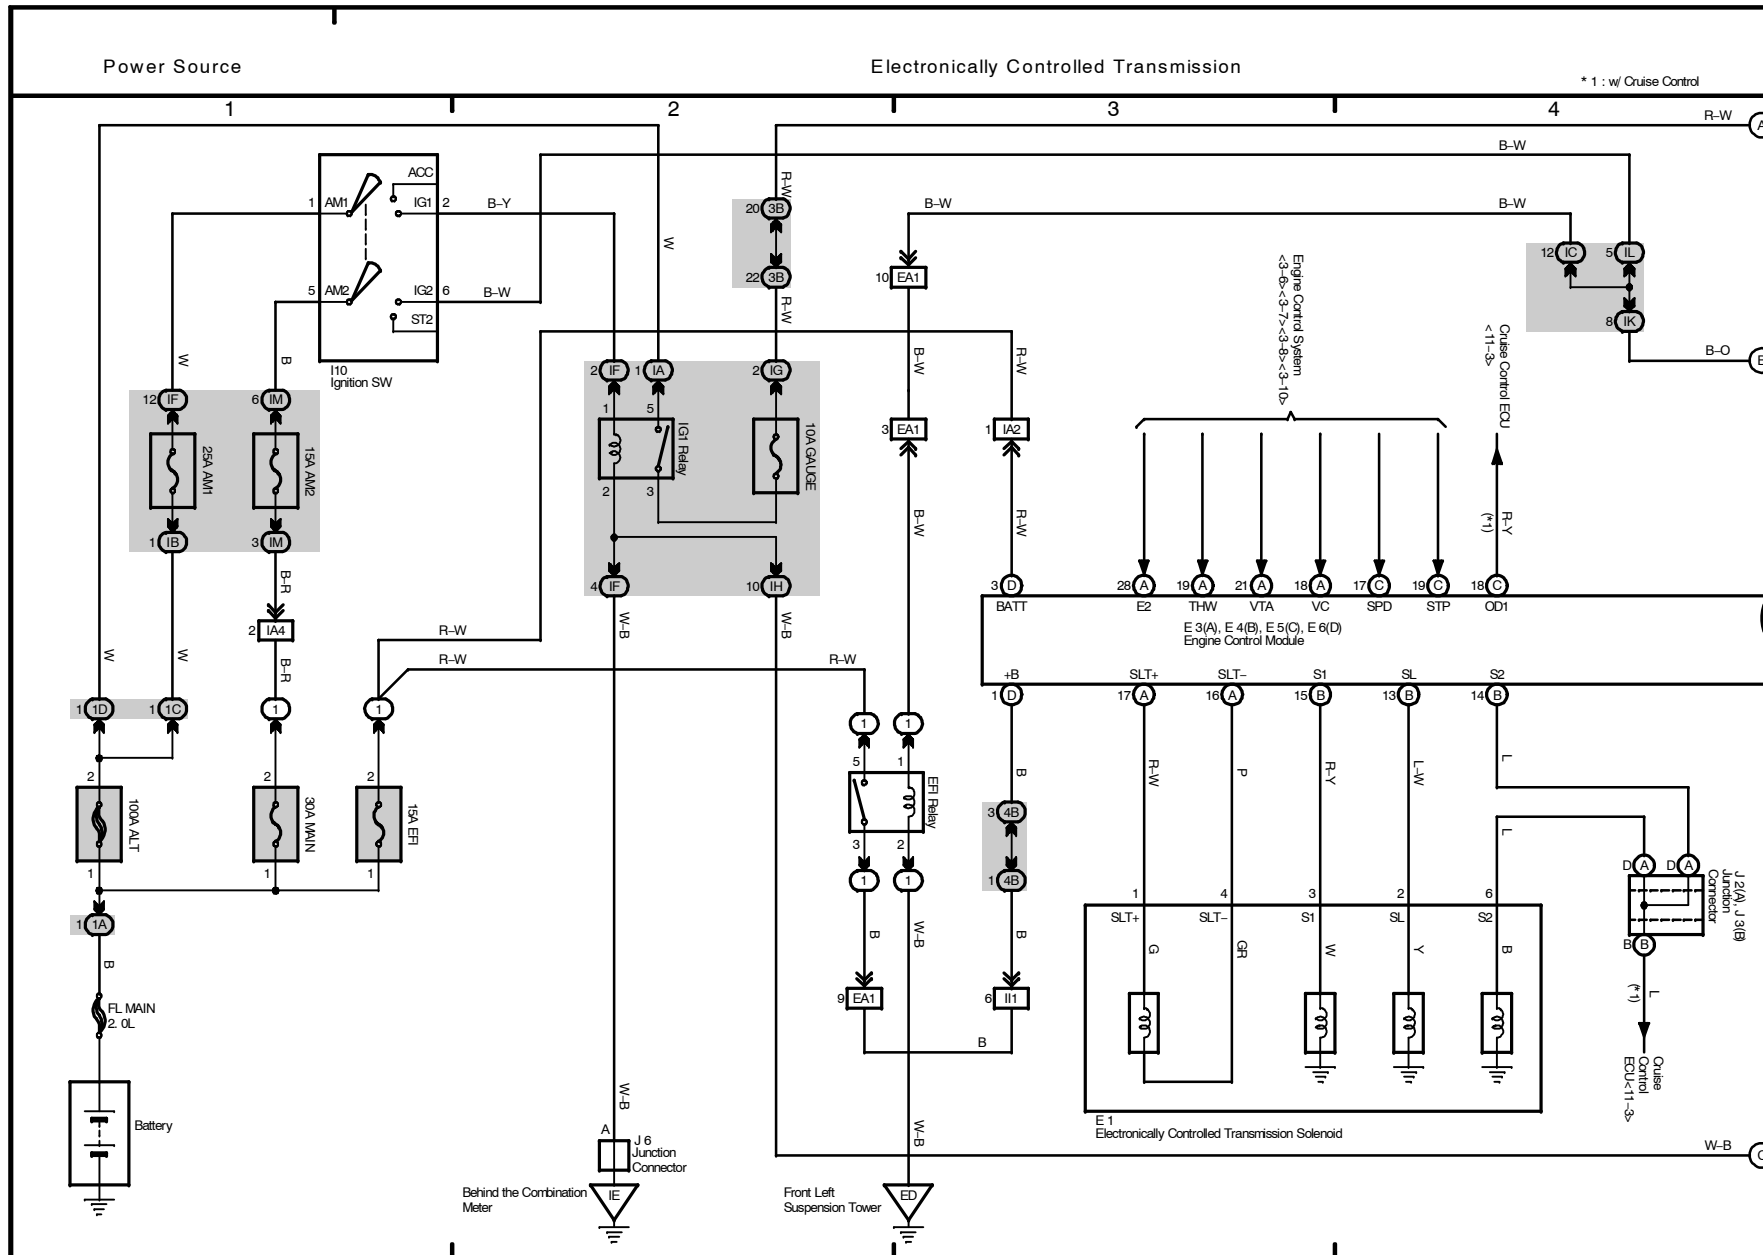 Power Source
Electronically Controlled Transmission
* 1 : w/ Cruise Control
1
2
3
4
R–W
B–W
ACC
1
AM1
IG1
2
B–Y
5
AM2
IG2
6
B–W
ST2
I10
Ignition SW
W
R–W
20
3B
22
3B
R–W
B–W
B–W
10
EA1
12
IC
5
IL
8
IK
B–O
Engine Control System
<3–6><3–7><3–8><3–10>
Cruise Control ECU
<11–3>
W
B
12
IF
6
IM
2
IF
1
IA
2
IG
B–W
R–W
1
5
IG1 Relay
10A GAUGE
2
3
3
EA1
1
IA2
25A AM1
15A AM2
1
IB
3
IM
B–W
R–W
R–Y
(*1)
B–R
4
IF
10
IH
3
D
28
A
19
A
21
A
18
A
17
C
19
C
18
C
BATT
E2
THW
VTA
VC
SPD
STP
OD1
E 3(A), E 4(B), E 5(C), E 6(D)
Engine Control Module
2
IA4
R–W
W–B
W–B
W
W
B–R
R–W
R–W
+B
SLT+
SLT–
S1
SL
S2
1
D
17
A
16
A
15
B
13
B
14
B
1
1D
1
1C
1
1
1
1
2
2
2
5
1
EFI Relay
B
R–W
P
R–Y
L–W
L
100A ALT
30A MAIN
15A EFI
3
4B
L
1
1
1
3
2
1
1
1
4B
D
A
D
A
J 2(A), J 3(B)
Junction
Connector
1
4
3
2
6
1
1A
SLT+
SLT–
S1
SL
S2
B
B
B
W–B
B
G
GR
W
Y
B
B
L
(*1)
FL MAIN
2. 0L
9
EA1
6
II1
B
Cruise
Control
ECU<11–3>
Battery
W–B
A
J 6
Junction
Connector
W–B
E 1
Electronically Controlled Transmission Solenoid
W–B
Behind the Combination
Meter
IE
Front Left
Suspension Tower
ED